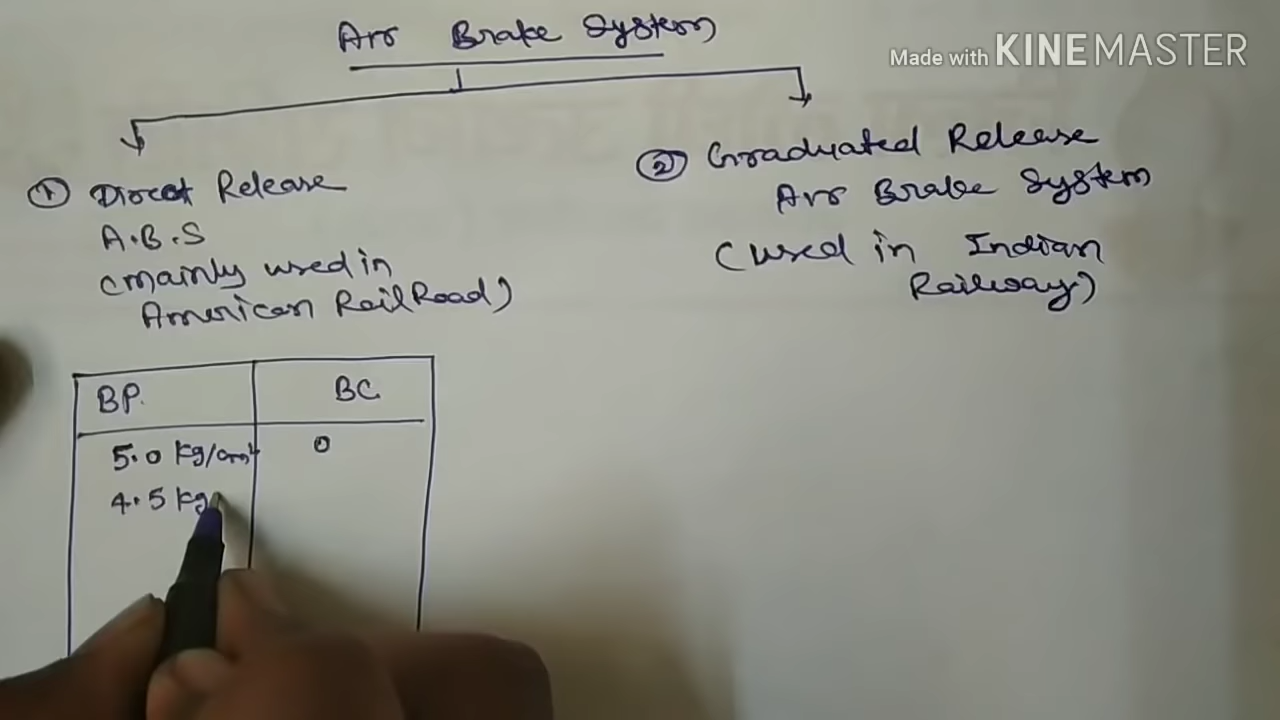 Air Brake System
Made with KINEMASTER
① Direct Release
A.B.S
(mainly used in
American RailRoad)
② Graduated Release
Air Brake System
(used in Indian
Railway)
BP. BC
5.0 kg/cm² 0
4.5 kg